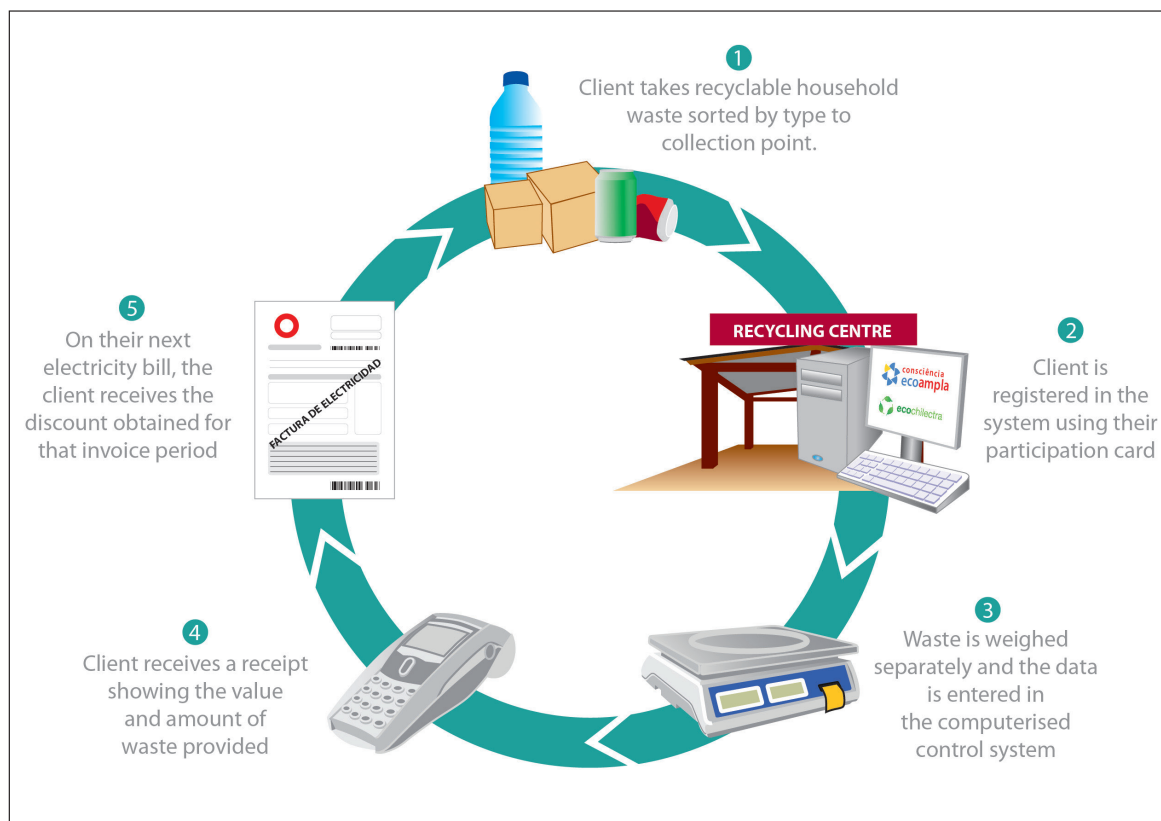 1
Client takes recyclable household
waste sorted by type to
collection point.
RECYCLING CENTRE
consciência
ecoampla
ecochilectra
2
Client is
registered in the
system using their
participation card
3
Waste is weighed
separately and the data
is entered in
the computerised
control system
4
Client receives a receipt
showing the value
and amount of
waste provided
5
On their next
electricity bill, the
client receives the
discount obtained for
that invoice period
FACTURA DE ELECTRICIDAD